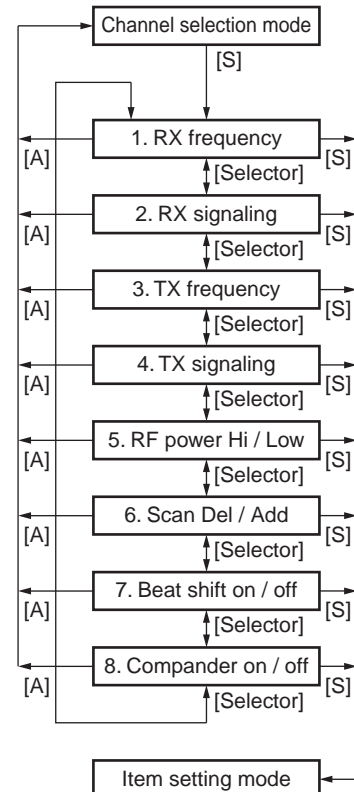 Channel selection mode
[S]
1. RX frequency
[A]
[S]
[Selector]
2. RX signaling
[A]
[S]
[Selector]
3. TX frequency
[A]
[S]
[Selector]
4. TX signaling
[A]
[S]
[Selector]
5. RF power Hi / Low
[A]
[S]
[Selector]
6. Scan Del / Add
[A]
[S]
[Selector]
7. Beat shift on / off
[A]
[S]
[Selector]
8. Compander on / off
[A]
[S]
[Selector]
Item setting mode